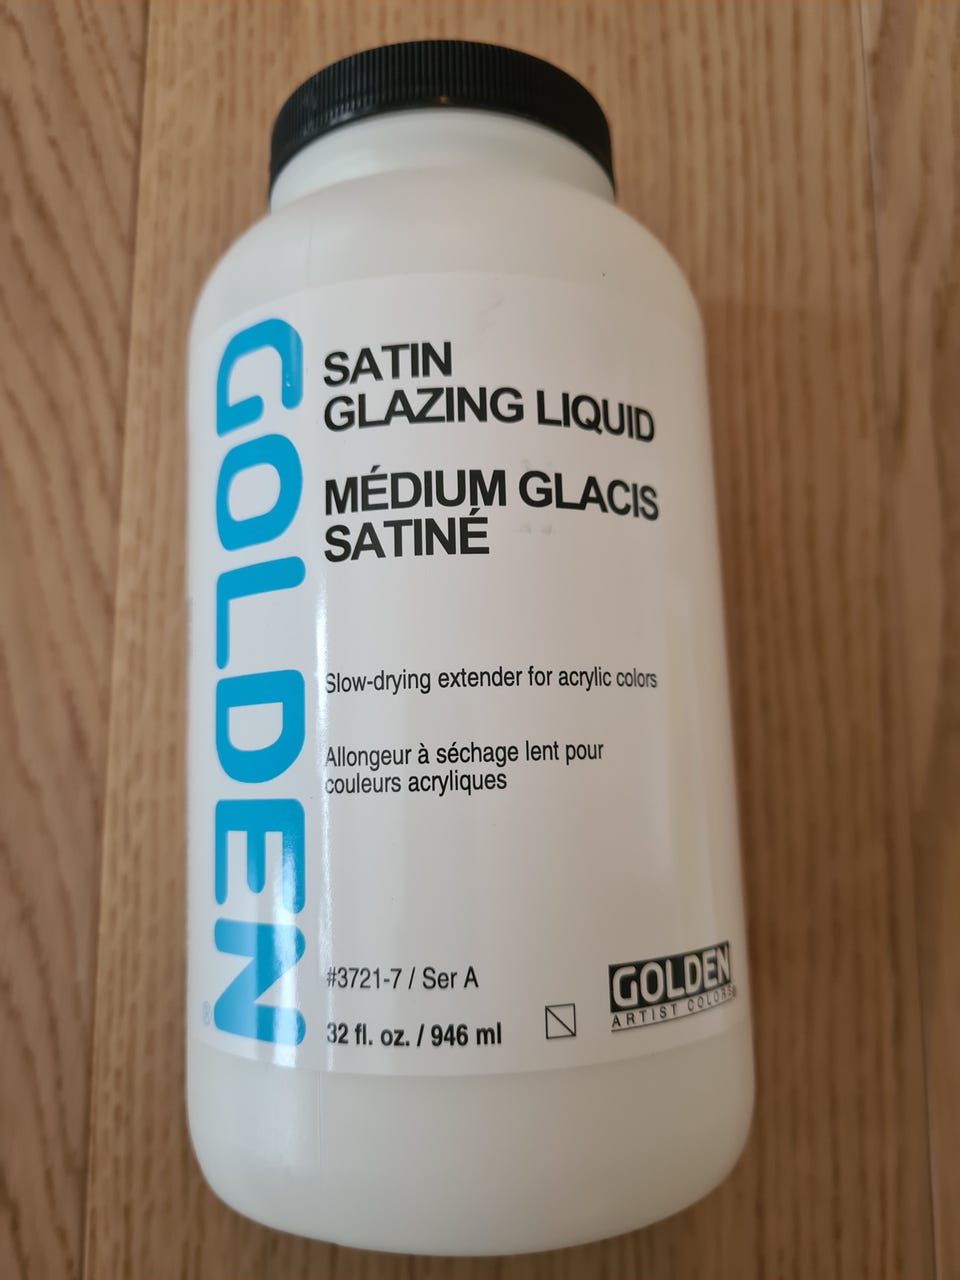 GOLDEN®
SATIN
GLAZING LIQUID
MÉDIUM GLACIS
SATINÉ
Slow-drying extender for acrylic colors
Allongeur à séchage lent pour
couleurs acryliques
#3721-7 / Ser A
32 fl. oz. / 946 ml
GOLDEN
ARTIST COLORS®